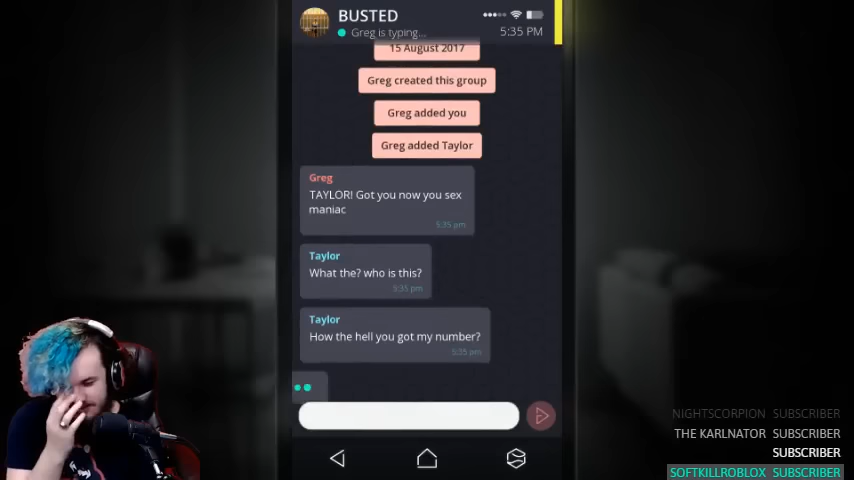 BUSTED
Greg is typing...
5:35 PM
15 August 2017
Greg created this group
Greg added you
Greg added Taylor
Greg
TAYLOR! Got you now you sex
maniac
5:35 pm
Taylor
What the? who is this?
5:35 pm
Taylor
How the hell you got my number?
5:35 pm
NIGHTSCORPION SUBSCRIBER
THE KARLNATOR SUBSCRIBER
SUBSCRIBER
SOFTKILLROBLOX SUBSCRIBER